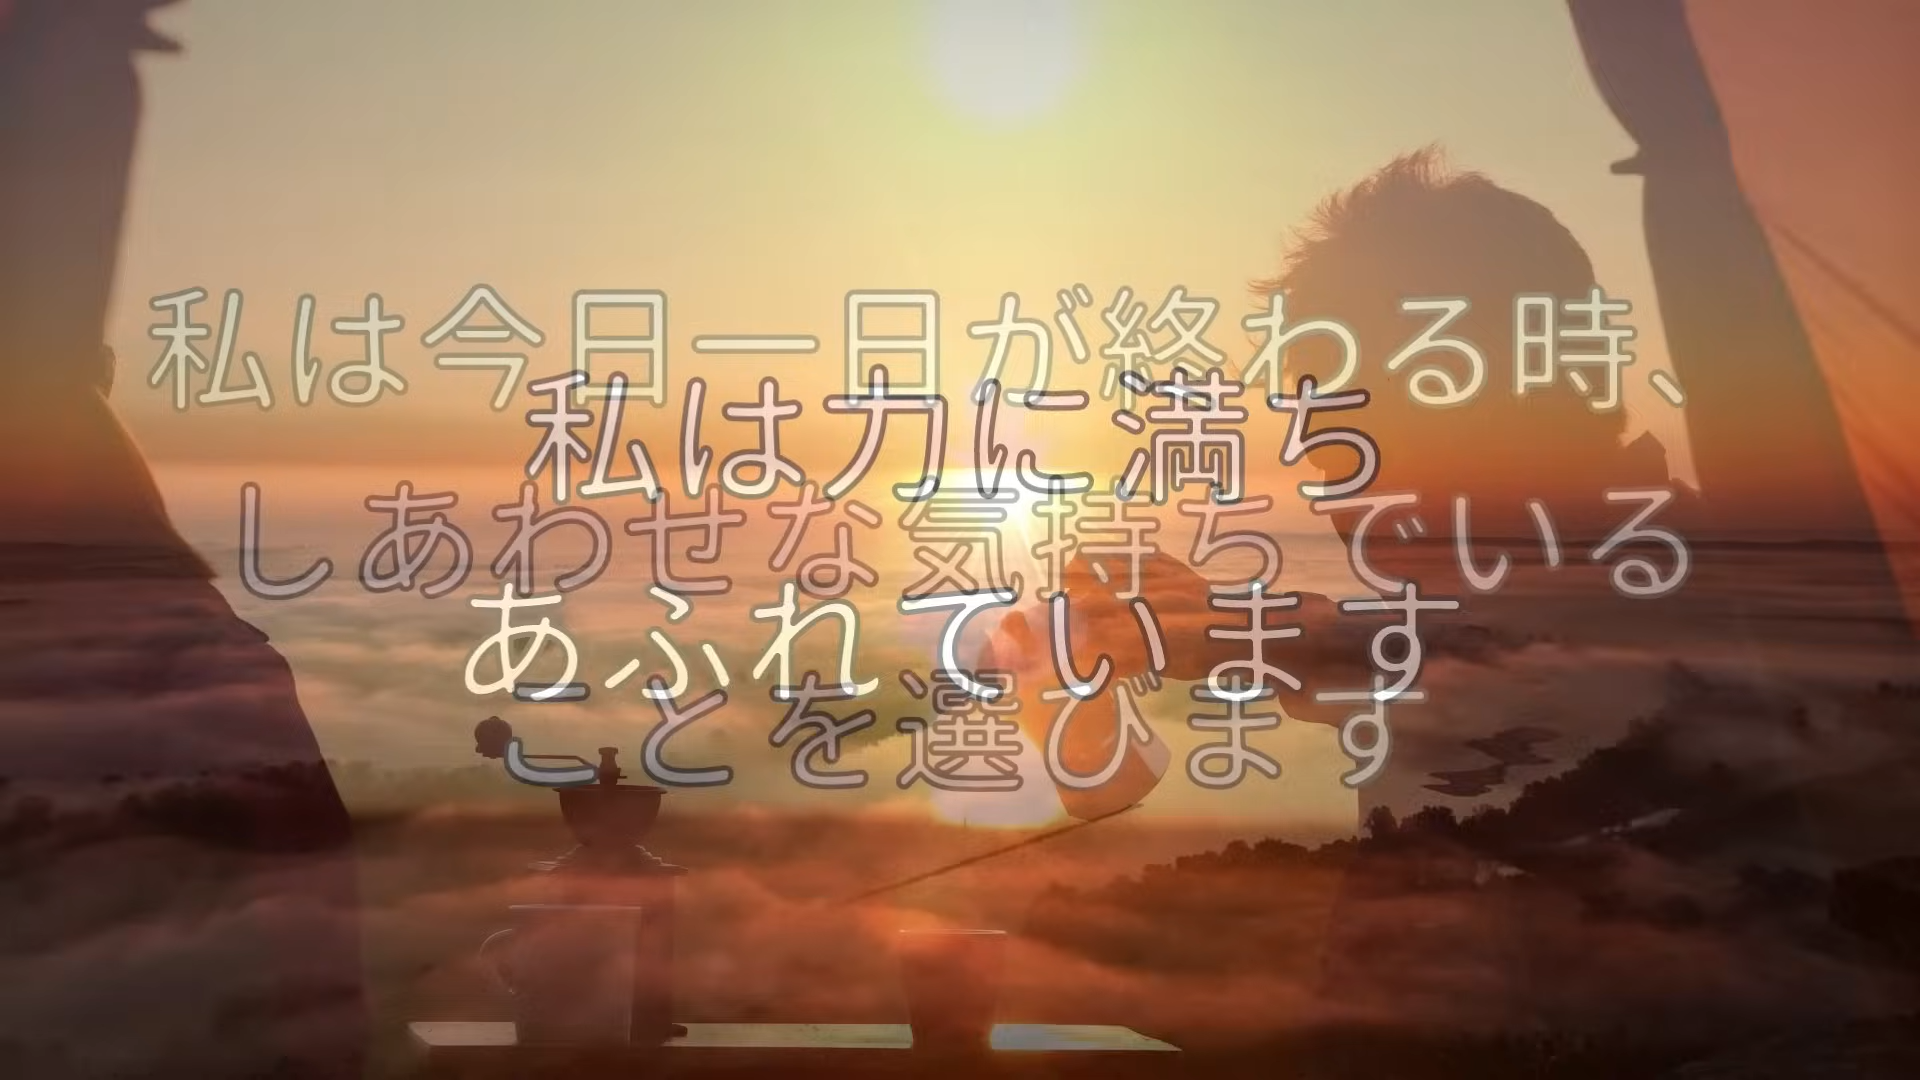 私は今日一日が終わる時、
しあわせな気持ちでいる
ことを選びます
私は力に満ち
あふれています